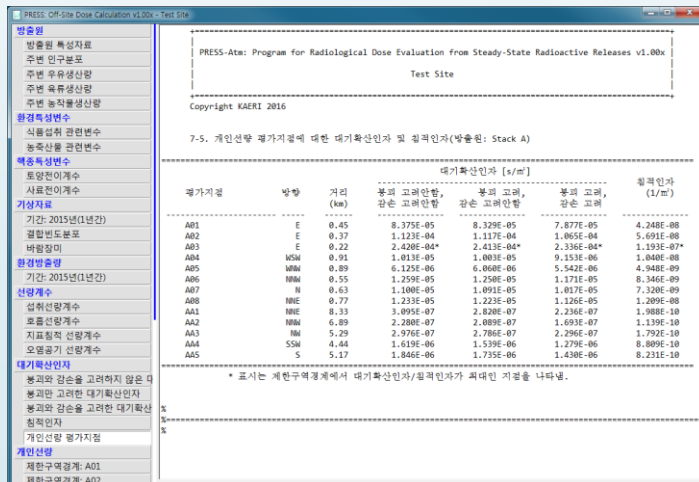 PRESS: Off-Site Dose Calculation v1.00x - Test Site
방출원
방출원 특성자료
주변 인구분포
주변 우유생산량
주변 육류생산량
주변 농작물생산량
환경특성변수
식품섭취 관련변수
농축산물 관련변수
핵종특성변수
토양전이계수
사료전이계수
기상자료
기간: 2015년(1년간)
결합빈도분포
바람장미
환경방출량
기간: 2015년(1년간)
선량계수
섭취선량계수
호흡선량계수
지표침적 선량계수
오염공기 선량계수
대기확산인자
붕괴와 감손을 고려하지 않은 대
붕괴만 고려한 대기확산인자
붕괴와 감손을 고려한 대기확산
침적인자
개인선량 평가지점
개인선량
제한구역경계: A01
제한구역경계: A02
PRESS-Atm: Program for Radiological Dose Evaluation from Steady-State Radioactive Releases v1.00x
Test Site
Copyright KAERI 2016
7-5. 개인선량 평가지점에 대한 대기확산인자 및 침적인자(방출원: Stack A)
대기확산인자 [s/㎥]
평가지점 방향 거리 (km) 붕괴 고려안함, 감손 고려안함 붕괴 고려, 감손 고려안함 붕괴 고려, 감손 고려 침적인자 (1/㎡)
A01 E 0.45 8.375E-05 8.329E-05 7.877E-05 4.248E-08
A02 E 0.37 1.123E-04 1.117E-04 1.065E-04 5.691E-08
A03 E 0.22 2.420E-04* 2.413E-04* 2.336E-04* 1.193E-07*
A04 WSW 0.91 1.013E-05 1.003E-05 9.153E-06 1.040E-08
A05 WNW 0.89 6.125E-06 6.060E-06 5.542E-06 4.948E-09
A06 NNW 0.55 1.259E-05 1.250E-05 1.171E-05 8.346E-09
A07 N 0.63 1.100E-05 1.091E-05 1.017E-05 7.320E-09
A08 NNE 0.77 1.233E-05 1.223E-05 1.126E-05 1.209E-08
AA1 NNE 8.33 3.095E-07 2.820E-07 2.236E-07 1.988E-10
AA2 NNW 6.89 2.280E-07 2.089E-07 1.693E-07 1.139E-10
AA3 NW 5.29 2.976E-07 2.786E-07 2.296E-07 1.792E-10
AA4 SSW 4.44 1.619E-06 1.539E-06 1.279E-06 8.809E-10
AA5 S 5.17 1.846E-06 1.735E-06 1.430E-06 8.231E-10
* 표시는 제한구역경계에서 대기확산인자/침적인자가 최대인 지점을 나타냄.
%
%
%